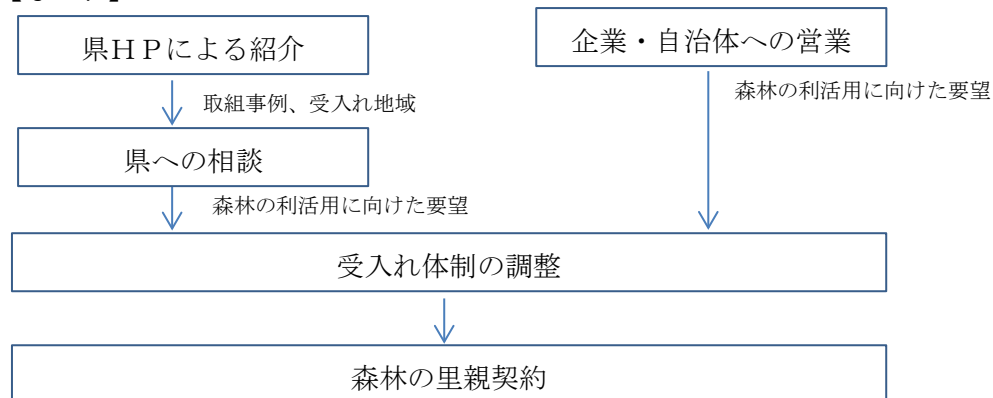 県ＨＰによる紹介
企業・自治体への営業
取組事例、受入れ地域
森林の利活用に向けた要望
県への相談
森林の利活用に向けた要望
受入れ体制の調整
森林の里親契約